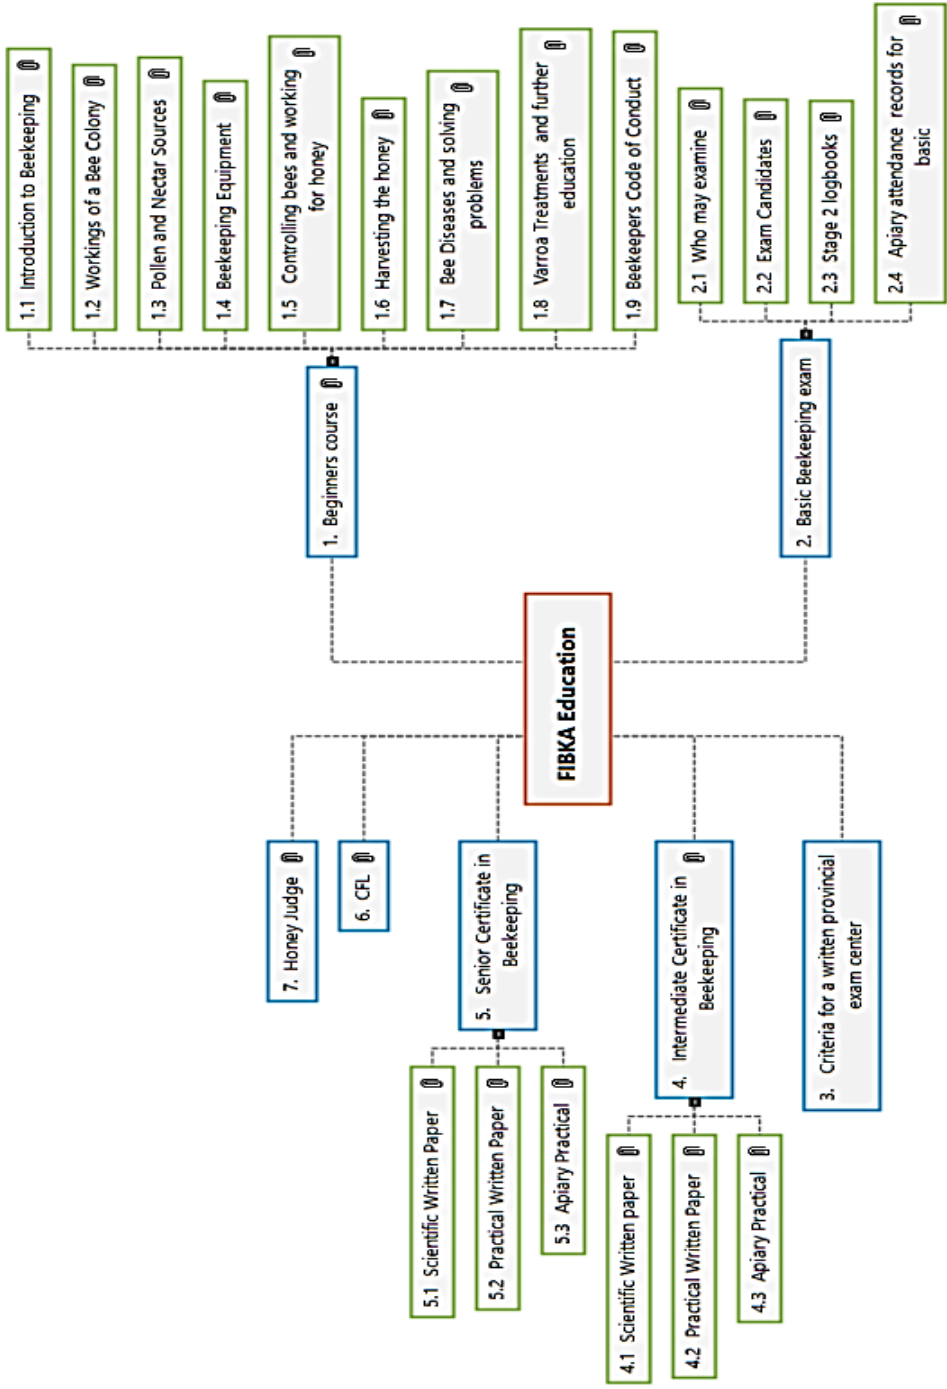 FIBKA Education
1. Beginners course
1.1 Introduction to Beekeeping
1.2 Workings of a Bee Colony
1.3 Pollen and Nectar Sources
1.4 Beekeeping Equipment
1.5 Controlling bees and working
for honey
1.6 Harvesting the honey
1.7 Bee Diseases and solving
problems
1.8 Varroa Treatments and further
education
1.9 Beekeepers Code of Conduct
2. Basic Beekeeping exam
2.1 Who may examine
2.2 Exam Candidates
2.3 Stage 2 logbooks
2.4 Apiary attendance records for
basic
3. Criteria for a written provincial
exam center
4. Intermediate Certificate in
Beekeeping
4.1 Scientific Written paper
4.2 Practical Written Paper
4.3 Apiary Practical
5. Senior Certificate in
Beekeeping
5.1 Scientific Written Paper
5.2 Practical Written Paper
5.3 Apiary Practical
6. CFL
7. Honey Judge